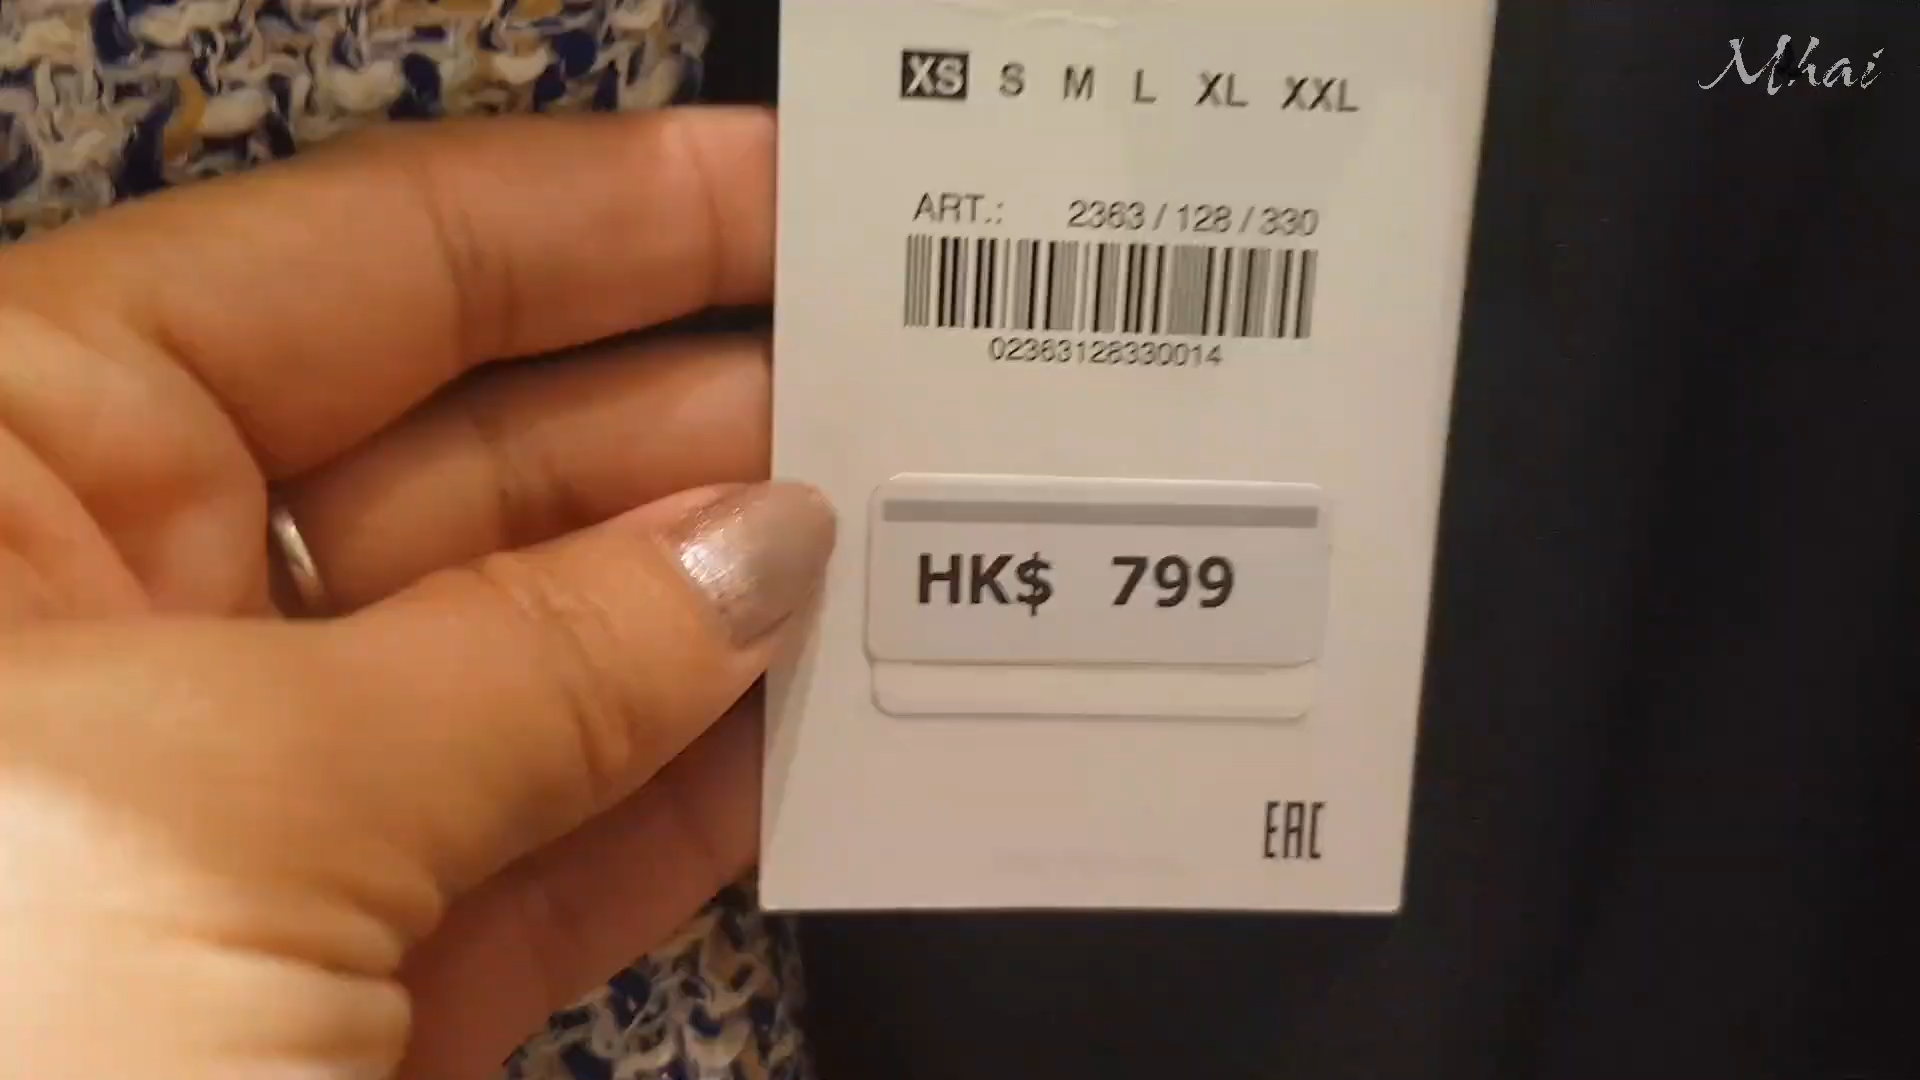 Mhai
XS S M L XL XXL
ART.: 2363 / 128 / 330
02363128330014
HK$ 799
EAC